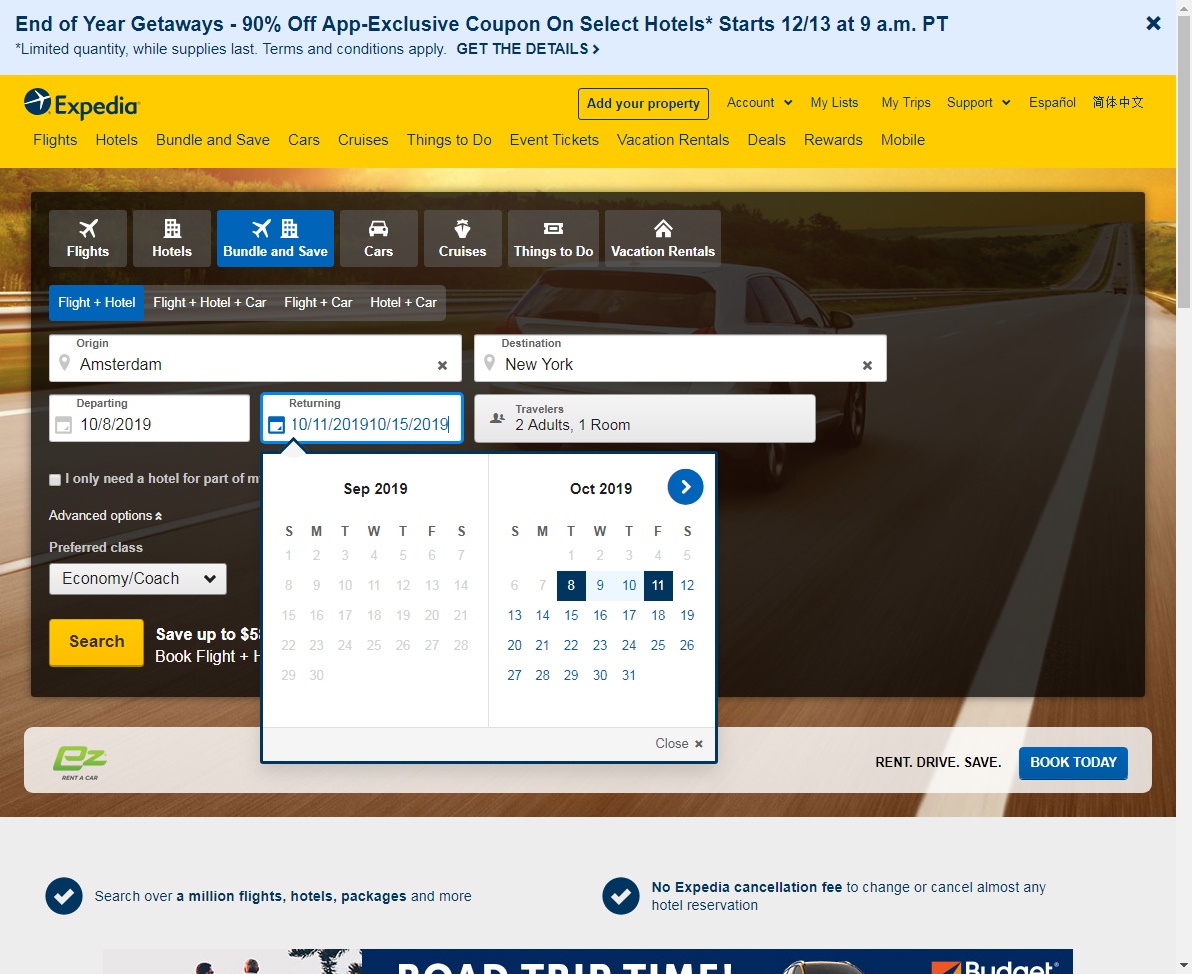 End of Year Getaways - 90% Off App-Exclusive Coupon On Select Hotels* Starts 12/13 at 9 a.m. PT
*Limited quantity, while supplies last. Terms and conditions apply. GET THE DETAILS
Expedia
Add your property
Account
My Lists
My Trips
Support
Español
简体中文
Flights Hotels Bundle and Save Cars Cruises Things to Do Event Tickets Vacation Rentals Deals Rewards Mobile
Flights Hotels Bundle and Save Cars Cruises Things to Do Vacation Rentals
Flight + Hotel Flight + Hotel + Car Flight + Car Hotel + Car
Origin
Amsterdam
Destination
New York
Departing
10/8/2019
Returning
10/11/201910/15/2019
Travelers
2 Adults, 1 Room
I only need a hotel for part of m
Advanced options
Preferred class
Economy/Coach
Search
Save up to $5
Book Flight + H
Sep 2019
S M T W T F S
1 2 3 4 5 6 7
8 9 10 11 12 13 14
15 16 17 18 19 20 21
22 23 24 25 26 27 28
29 30
Oct 2019
S M T W T F S
1 2 3 4 5
6 7 8 9 10 11 12
13 14 15 16 17 18 19
20 21 22 23 24 25 26
27 28 29 30 31
Close
ez
RENT A CAR
RENT. DRIVE. SAVE.
BOOK TODAY
Search over a million flights, hotels, packages and more
No Expedia cancellation fee to change or cancel almost any
hotel reservation
ROAD TRIP TIME!
Budget